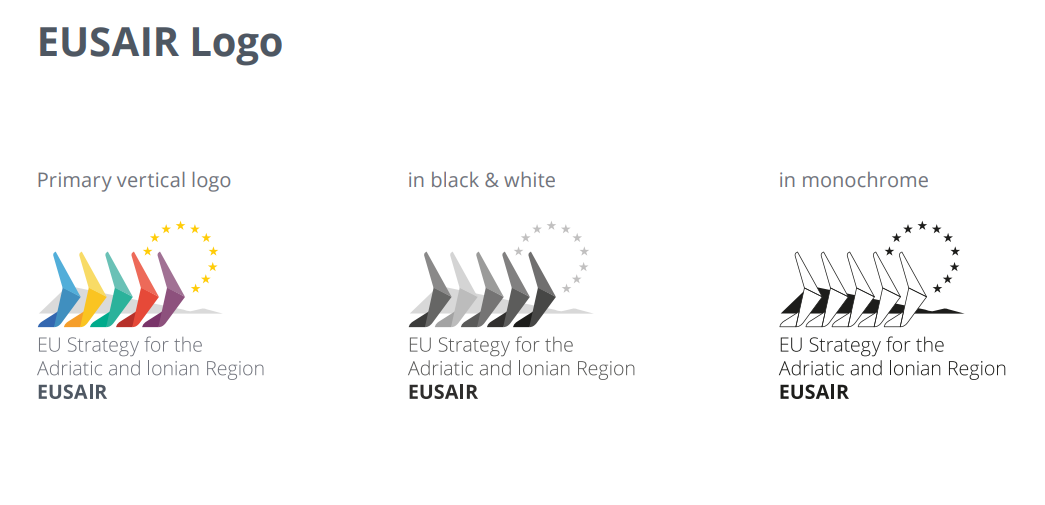 EUSAIR Logo
Primary vertical logo
in black & white
in monochrome
EU Strategy for the
Adriatic and Ionian Region
EUSAIR
EU Strategy for the
Adriatic and Ionian Region
EUSAIR
EU Strategy for the
Adriatic and Ionian Region
EUSAIR